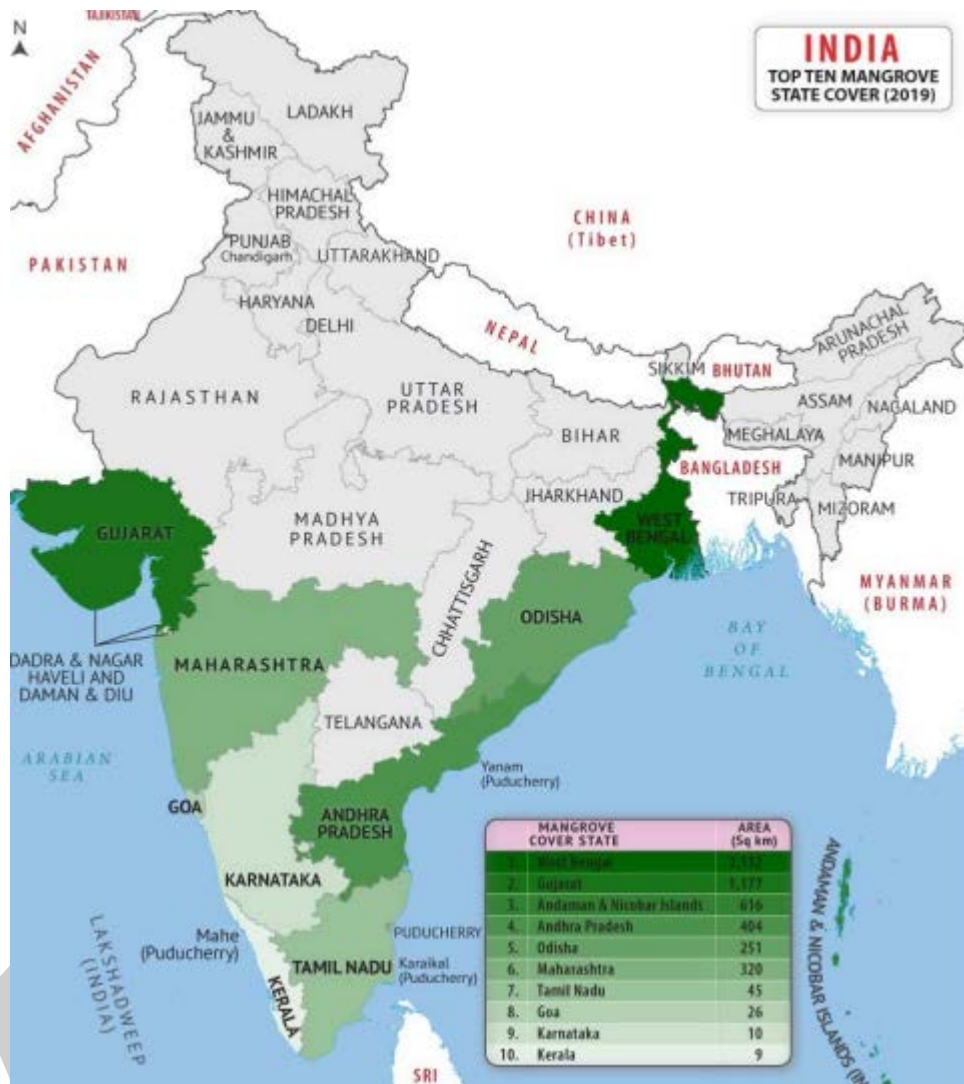 TAJIKISTAN
N
INDIA
TOP TEN MANGROVE
STATE COVER (2019)
AFGHANISTAN
LADAKH
JAMMU
&
KASHMIR
HIMACHAL
PRADESH
CHINA
(Tibet)
PUNJAB
Chandigarh
UTTARAKHAND
PAKISTAN
HARYANA
DELHI
NEPAL
ARUNACHAL
PRADESH
SIKKIM
BHUTAN
RAJASTHAN
UTTAR
PRADESH
ASSAM
NAGALAND
BIHAR
MEGHALAYA
MANIPUR
BANGLADESH
JHARKHAND
TRIPURA
MIZORAM
GUJARAT
MADHYA
PRADESH
WEST
BENGAL
CHHATTISGARH
MYANMAR
(BURMA)
ODISHA
BAY
OF
BENGAL
DADRA & NAGAR
HAVELI AND
DAMAN & DIU
MAHARASHTRA
TELANGANA
ARABIAN
SEA
Yanam
(Puducherry)
GOA
ANDHRA
PRADESH
KARNATAKA
MANGROVE COVER STATE AREA (Sq km)
1. West Bengal
2. Gujarat 1,177
3. Andaman & Nicobar Islands 616
4. Andhra Pradesh 404
5. Odisha 251
6. Maharashtra 320
7. Tamil Nadu 45
8. Goa 26
9. Karnataka 10
10. Kerala 9
ANDAMAN & NICOBAR ISLANDS
LAKSHADWEEP
(INDIA)
Mahe
(Puducherry)
PUDUCHERRY
TAMIL NADU
Karaikal
(Puducherry)
KERALA
SRI